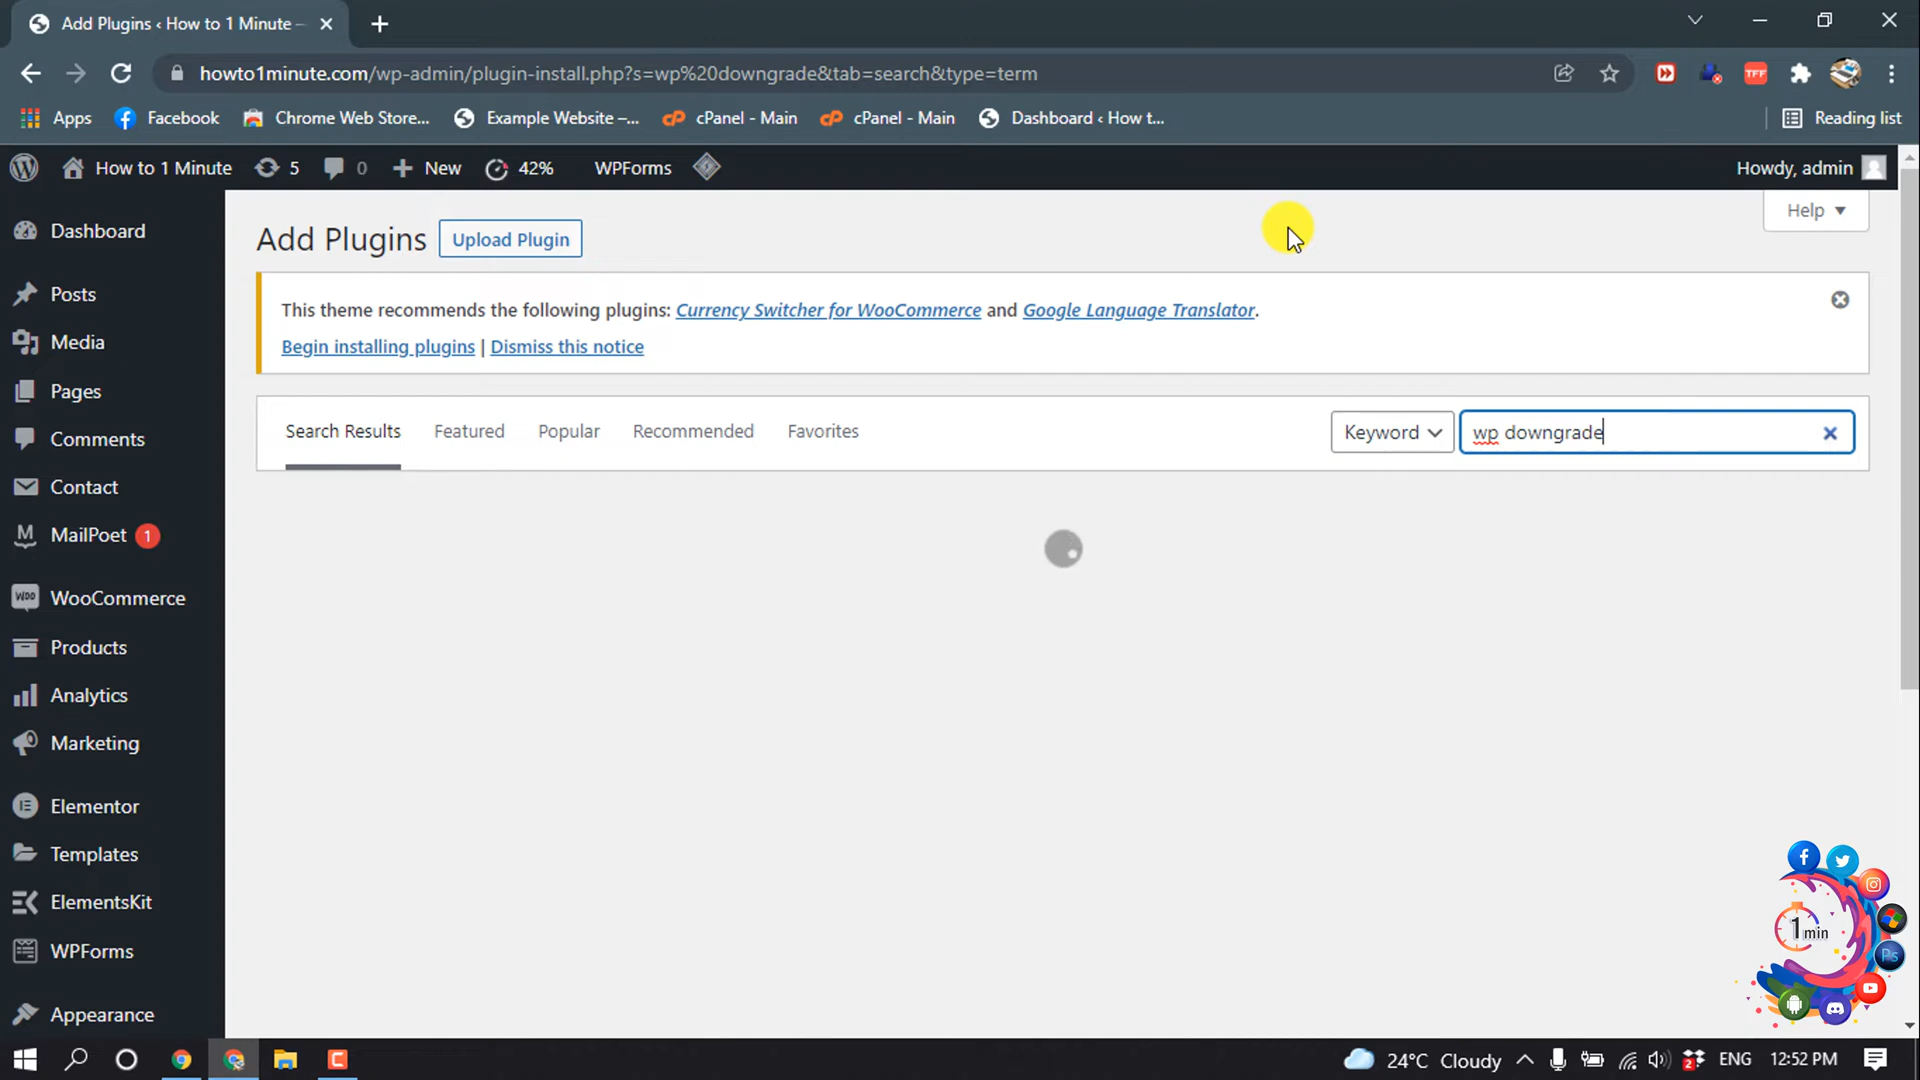 Add Plugins ‹ How to 1 Minute —
howto1minute.com/wp-admin/plugin-install.php?s=wp%20downgrade&tab=search&type=term
TFF
Apps
Facebook
Chrome Web Store...
Example Website –...
cPanel - Main
cPanel - Main
Dashboard ‹ How t...
Reading list
How to 1 Minute
5
0
New
42%
WPForms
Howdy, admin
Help
Dashboard
Posts
Media
Pages
Comments
Contact
MailPoet 1
WooCommerce
Products
Analytics
Marketing
Elementor
Templates
ElementsKit
WPForms
Appearance
Add Plugins
Upload Plugin
This theme recommends the following plugins: Currency Switcher for WooCommerce and Google Language Translator.
Begin installing plugins | Dismiss this notice
Search Results
Featured
Popular
Recommended
Favorites
Keyword
wp downgrade
1 min
Ps
24°C Cloudy
2
ENG
12:52 PM